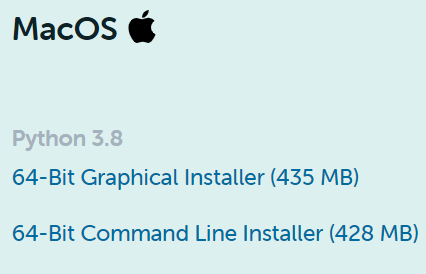 MacOS
Python 3.8
64-Bit Graphical Installer (435 MB)
64-Bit Command Line Installer (428 MB)